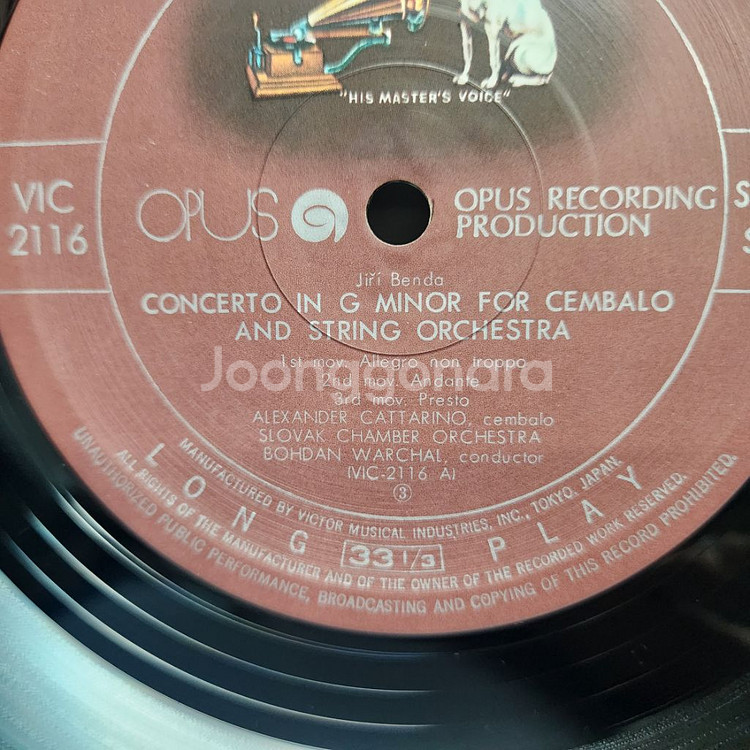 "HIS MASTER'S VOICE"
VIC
2116
OPUS
OPUS RECORDING
PRODUCTION
S
S
Jiří Benda
CONCERTO IN G MINOR FOR CEMBALO
AND STRING ORCHESTRA
1st mov. Allegro non troppo
2nd mov. Andante
3rd mov. Presto
Joonggonara
ALEXANDER CATTARINO, cembalo
SLOVAK CHAMBER ORCHESTRA
BOHDAN WARCHAL, conductor
(VIC-2116 A)
③
MANUFACTURED BY VICTOR MUSICAL INDUSTRIES, INC., TOKYO, JAPAN.
LONG 33 1/3 PLAY
ALL RIGHTS OF THE MANUFACTURER AND OF THE OWNER OF THE RECORDED WORK RESERVED.
UNAUTHORIZED PUBLIC PERFORMANCE, BROADCASTING AND COPYING OF THIS RECORD PROHIBITED.